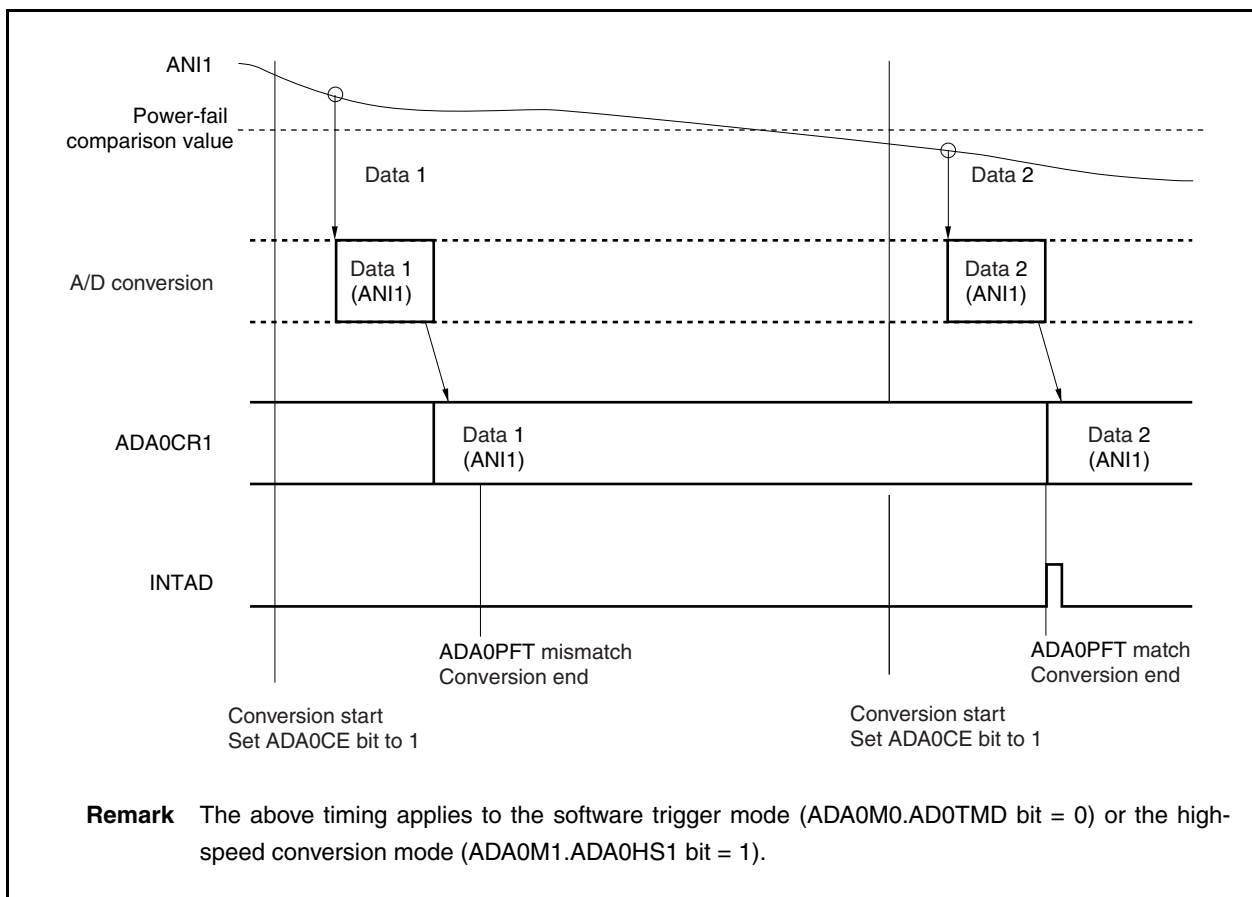 ANI1
Power-fail
comparison value
Data 1
Data 2
A/D conversion
Data 1
(ANI1)
Data 2
(ANI1)
ADA0CR1
Data 1
(ANI1)
Data 2
(ANI1)
INTAD
ADA0PFT mismatch
Conversion end
ADA0PFT match
Conversion end
Conversion start
Set ADA0CE bit to 1
Conversion start
Set ADA0CE bit to 1
Remark The above timing applies to the software trigger mode (ADA0M0.AD0TMD bit = 0) or the high-
speed conversion mode (ADA0M1.ADA0HS1 bit = 1).